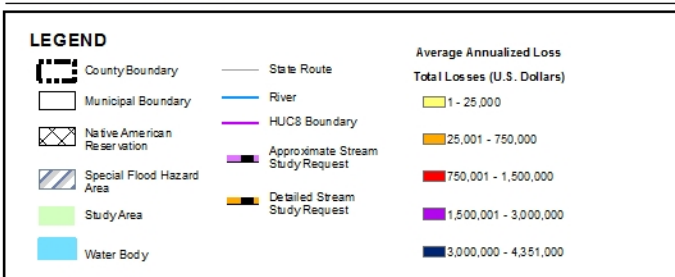 LEGEND
County Boundary
Municipal Boundary
Native American
Reservation
Special Flood Hazard
Area
Study Area
Water Body
State Route
River
HUC8 Boundary
Approximate Stream
Study Request
Detailed Stream
Study Request
Average Annualized Loss
Total Losses (U.S. Dollars)
1 - 25,000
25,001 - 750,000
750,001 - 1,500,000
1,500,001 - 3,000,000
3,000,000 - 4,351,000